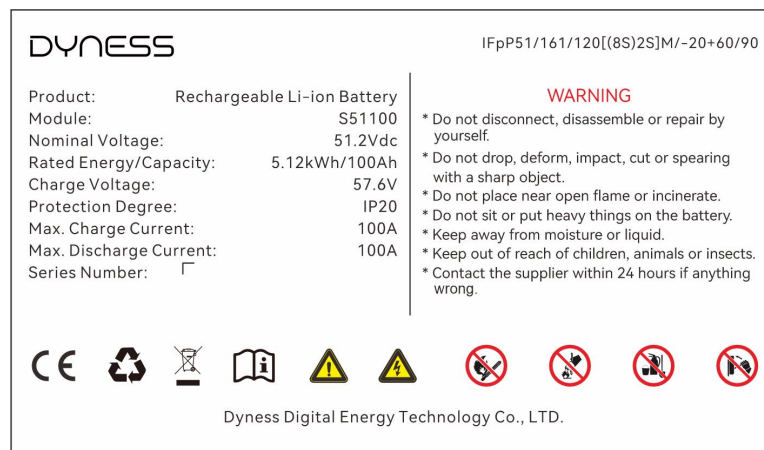 DYNESS
IFpP51/161/120[(8S)2S]M/-20+60/90
Product: Rechargeable Li-ion Battery
Module: S51100
Nominal Voltage: 51.2Vdc
Rated Energy/Capacity: 5.12kWh/100Ah
Charge Voltage: 57.6V
Protection Degree: IP20
Max. Charge Current: 100A
Max. Discharge Current: 100A
Series Number:
WARNING
* Do not disconnect, disassemble or repair by
yourself.
* Do not drop, deform, impact, cut or spearing
with a sharp object.
* Do not place near open flame or incinerate.
* Do not sit or put heavy things on the battery.
* Keep away from moisture or liquid.
* Keep out of reach of children, animals or insects.
* Contact the supplier within 24 hours if anything
wrong.
CE
Dyness Digital Energy Technology Co., LTD.